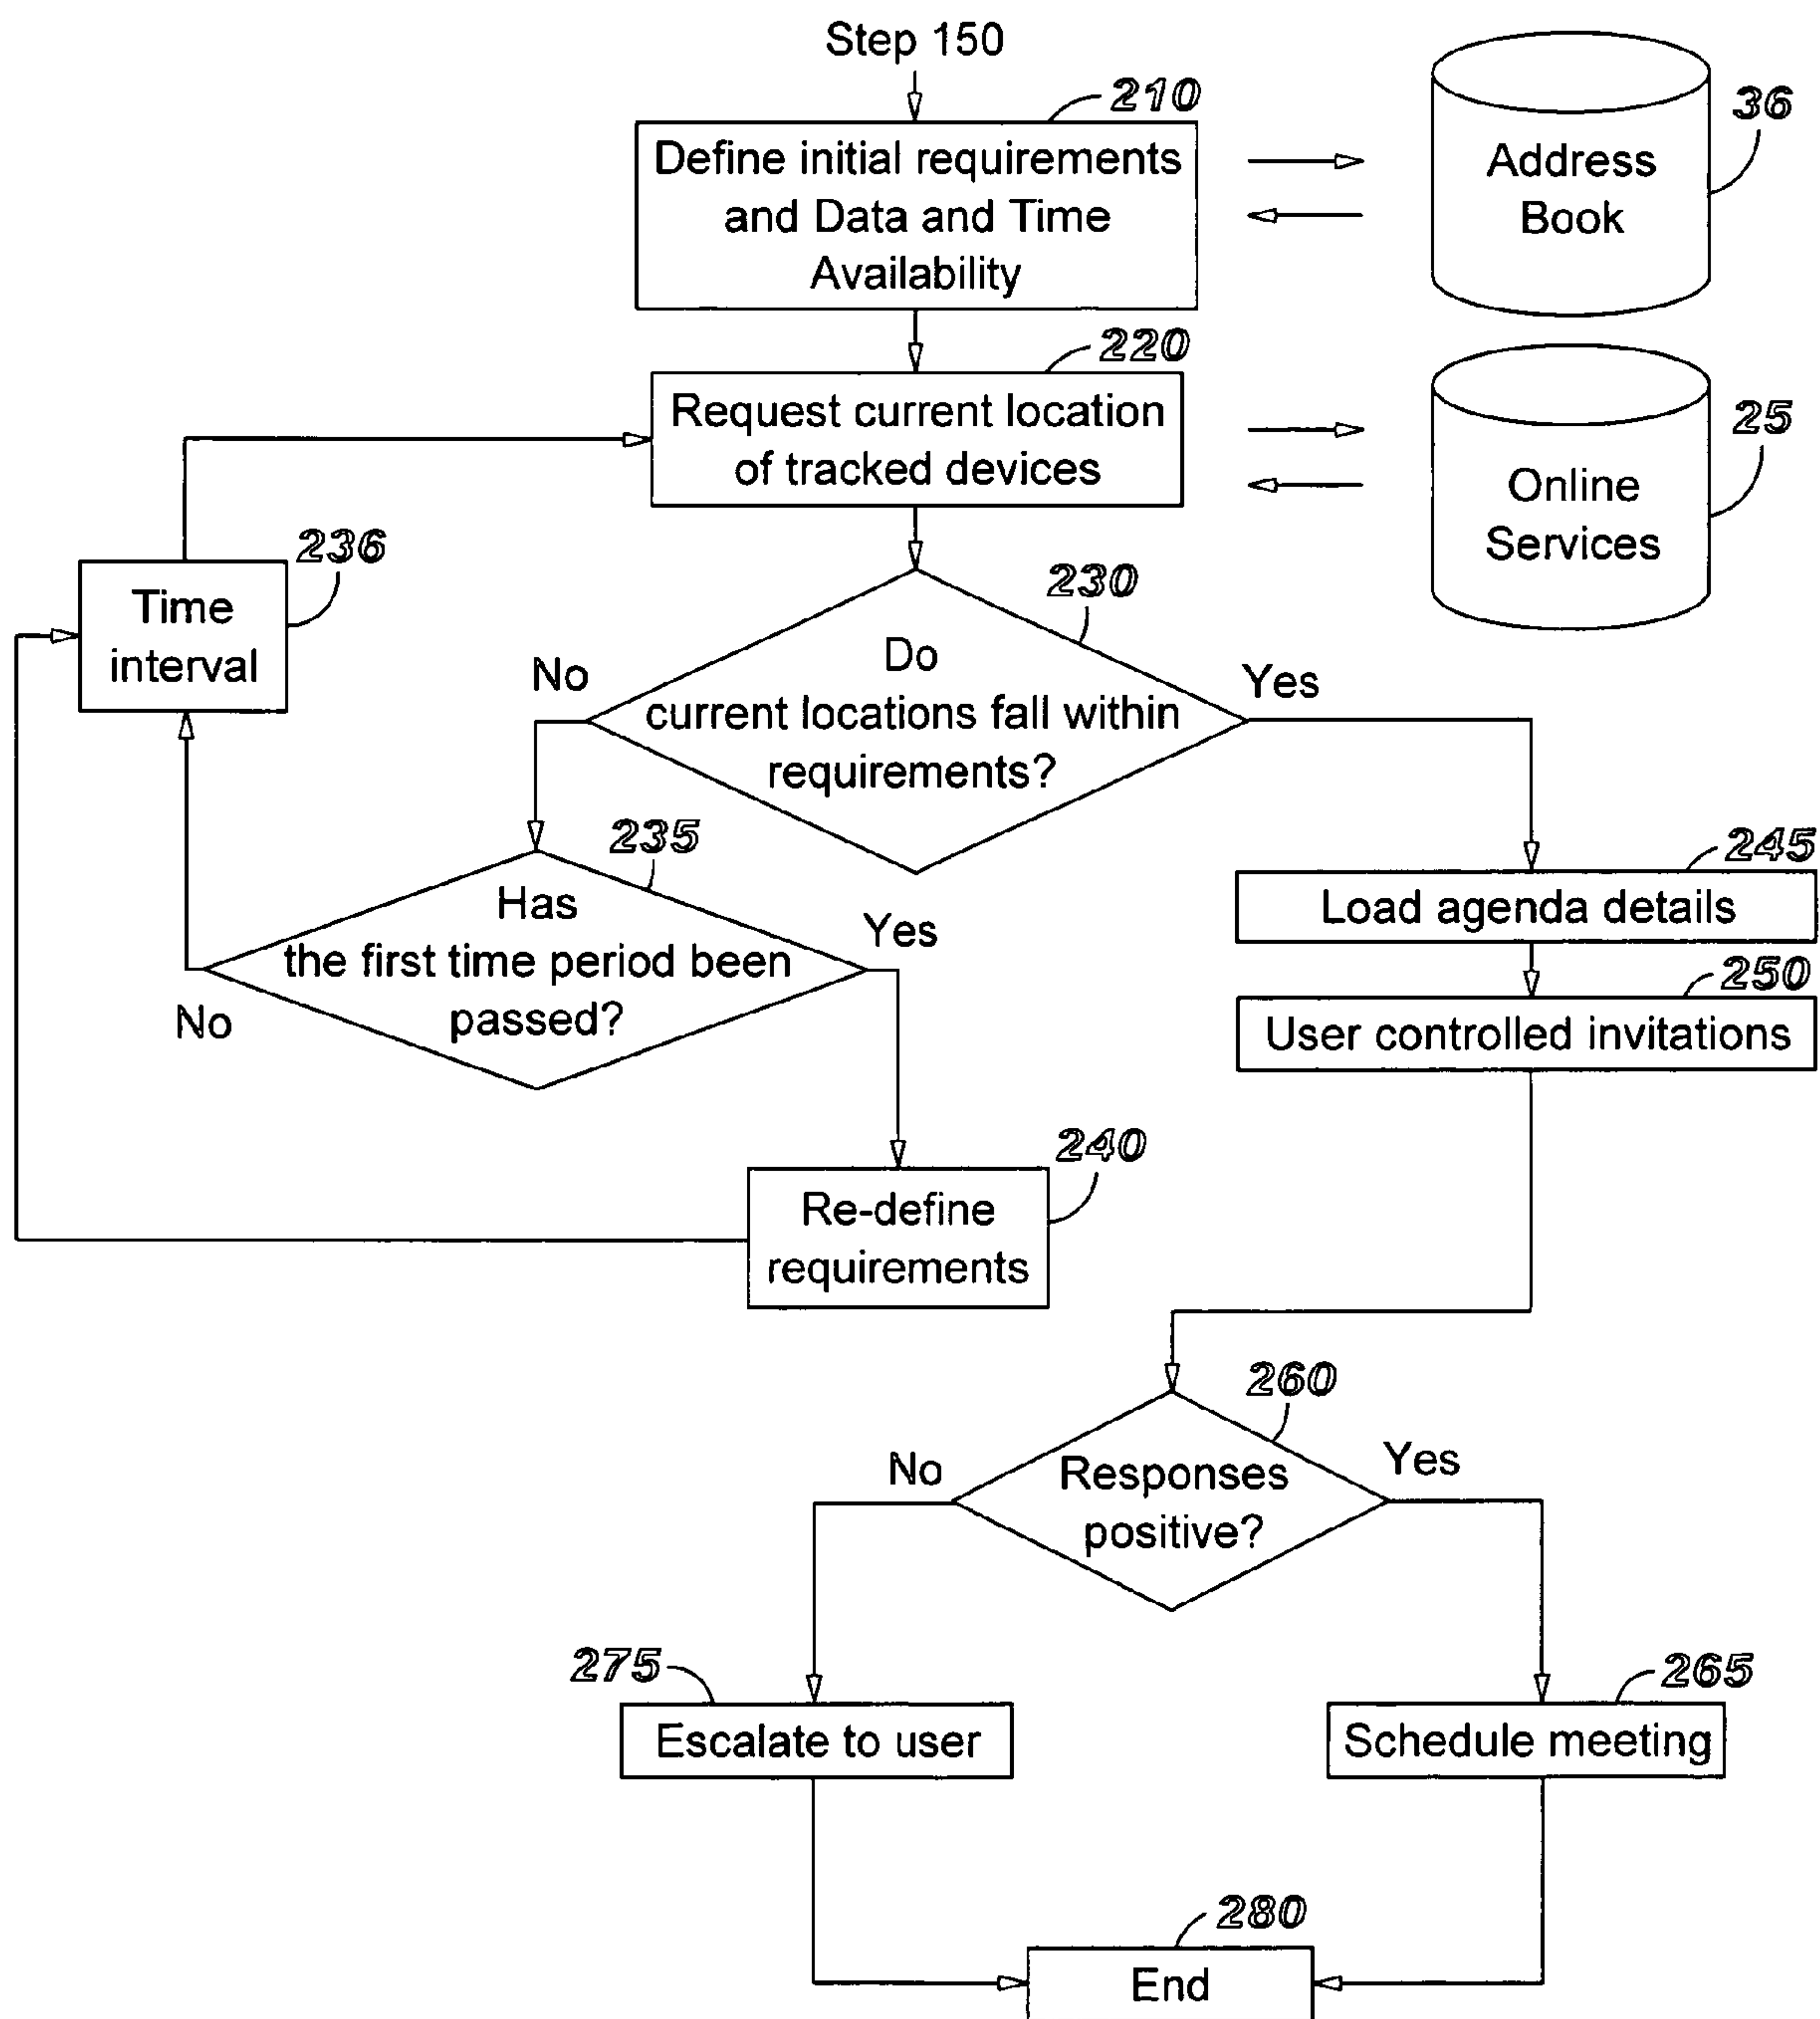 Step 150
210
Define initial requirements
and Data and Time
Availability
36
Address
Book
220
Request current location
of tracked devices
25
Online
Services
236
Time
interval
230
Do
current locations fall within
requirements?
No
Yes
235
Has
the first time period been
passed?
Yes
No
245
Load agenda details
250
User controlled invitations
240
Re-define
requirements
260
Responses
positive?
No
Yes
275
Escalate to user
265
Schedule meeting
280
End